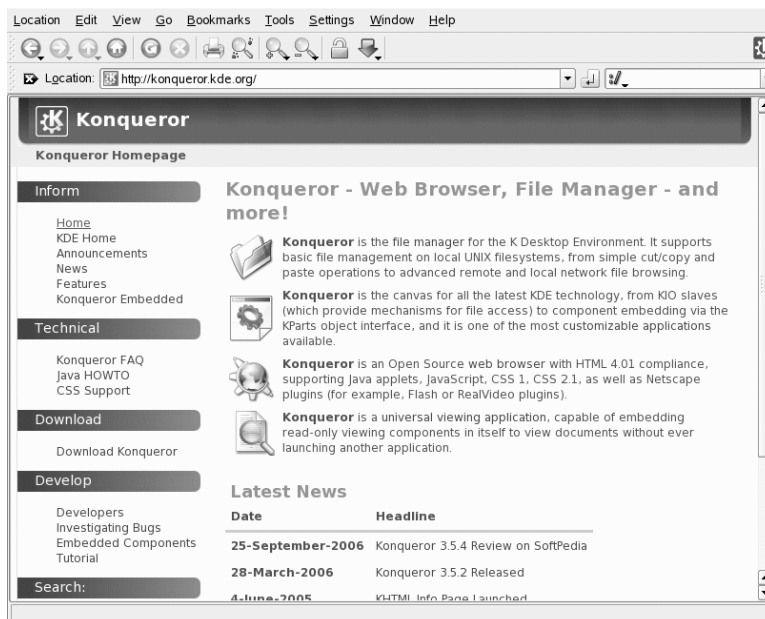 Location Edit View Go Bookmarks Tools Settings Window Help
Location: http://konqueror.kde.org/
Konqueror
Konqueror Homepage
Inform
Home
KDE Home
Announcements
News
Features
Konqueror Embedded
Technical
Konqueror FAQ
Java HOWTO
CSS Support
Download
Download Konqueror
Develop
Developers
Investigating Bugs
Embedded Components
Tutorial
Search:
Konqueror - Web Browser, File Manager - and
more!
Konqueror is the file manager for the K Desktop Environment. It supports
basic file management on local UNIX filesystems, from simple cut/copy and
paste operations to advanced remote and local network file browsing.
Konqueror is the canvas for all the latest KDE technology, from KIO slaves
(which provide mechanisms for file access) to component embedding via the
KParts object interface, and it is one of the most customizable applications
available.
Konqueror is an Open Source web browser with HTML 4.01 compliance,
supporting Java applets, JavaScript, CSS 1, CSS 2.1, as well as Netscape
plugins (for example, Flash or RealVideo plugins).
Konqueror is a universal viewing application, capable of embedding
read-only viewing components in itself to view documents without ever
launching another application.
Latest News
Date Headline
25-September-2006 Konqueror 3.5.4 Review on SoftPedia
28-March-2006 Konqueror 3.5.2 Released
4-June-2005 KHTML Info Page Launched